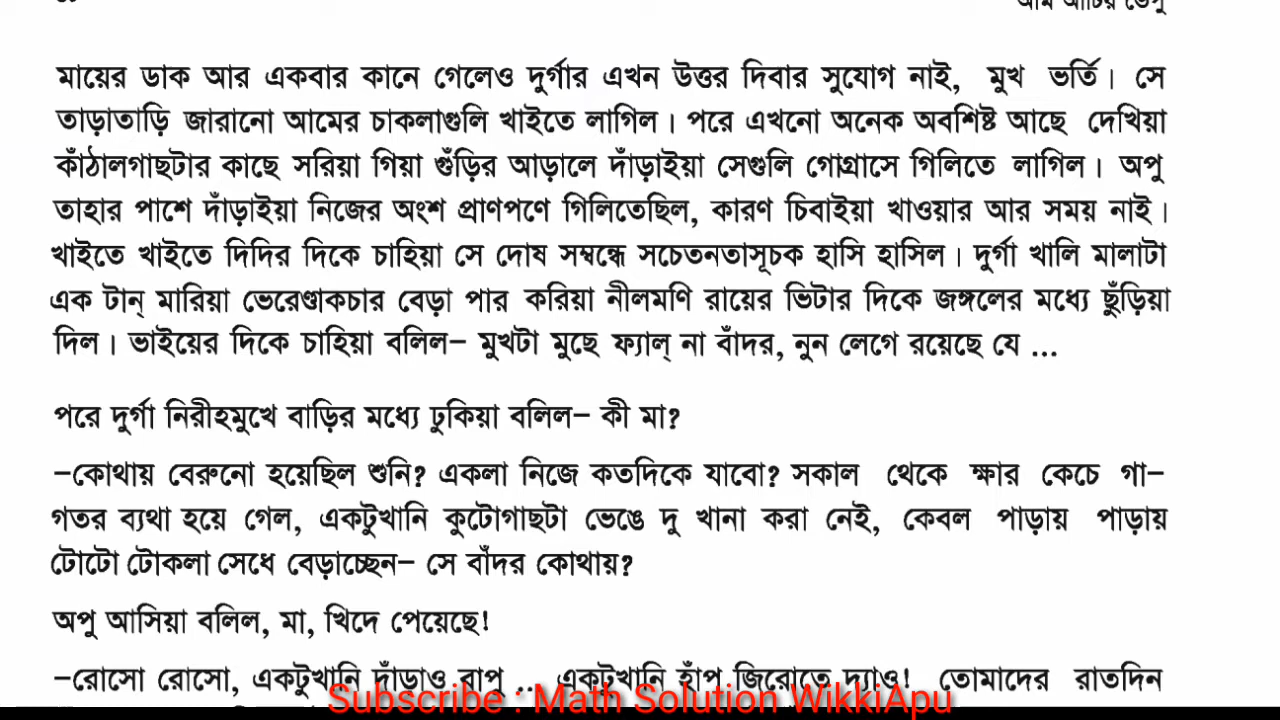 আম আঁটির ভেঁপু
মায়ের ডাক আর একবার কানে গেলেও দুর্গার এখন উত্তর দিবার সুযোগ নাই, মুখ ভর্তি। সে
তাড়াতাড়ি জারানো আমের চাকলাগুলি খাইতে লাগিল। পরে এখনো অনেক অবশিষ্ট আছে দেখিয়া
কাঁঠালগাছটার কাছে সরিয়া গিয়া গুঁড়ির আড়ালে দাঁড়াইয়া সেগুলি গোগ্রাসে গিলিতে লাগিল। অপু
তাহার পাশে দাঁড়াইয়া নিজের অংশ প্রাণপণে গিলিতেছিল, কারণ চিবাইয়া খাওয়ার আর সময় নাই।
খাইতে খাইতে দিদির দিকে চাহিয়া সে দোষ সম্বন্ধে সচেতনতাসূচক হাসি হাসিল। দুর্গা খালি মালাটা
এক টান্ মারিয়া ভেরেণ্ডাকচার বেড়া পার করিয়া নীলমণি রায়ের ভিটার দিকে জঙ্গলের মধ্যে ছুঁড়িয়া
দিল। ভাইয়ের দিকে চাহিয়া বলিল– মুখটা মুছে ফ্যাল্ না বাঁদর, নুন লেগে রয়েছে যে ...
পরে দুর্গা নিরীহমুখে বাড়ির মধ্যে ঢুকিয়া বলিল– কী মা?
–কোথায় বেরুনো হয়েছিল শুনি? একলা নিজে কতদিকে যাবো? সকাল থেকে ক্ষার কেচে গা–
গতর ব্যথা হয়ে গেল, একটুখানি কুটোগাছটা ভেঙে দু খানা করা নেই, কেবল পাড়ায় পাড়ায়
টোটো টোকলা সেধে বেড়াচ্ছেন– সে বাঁদর কোথায়?
অপু আসিয়া বলিল, মা, খিদে পেয়েছে!
–রোসো রোসো, একটুখানি দাঁড়াও বাপু ... একটুখানি হাঁপ জিরোতে দ্যাও! তোমাদের রাতদিন
Subscribe : Math Solution WikkiApu